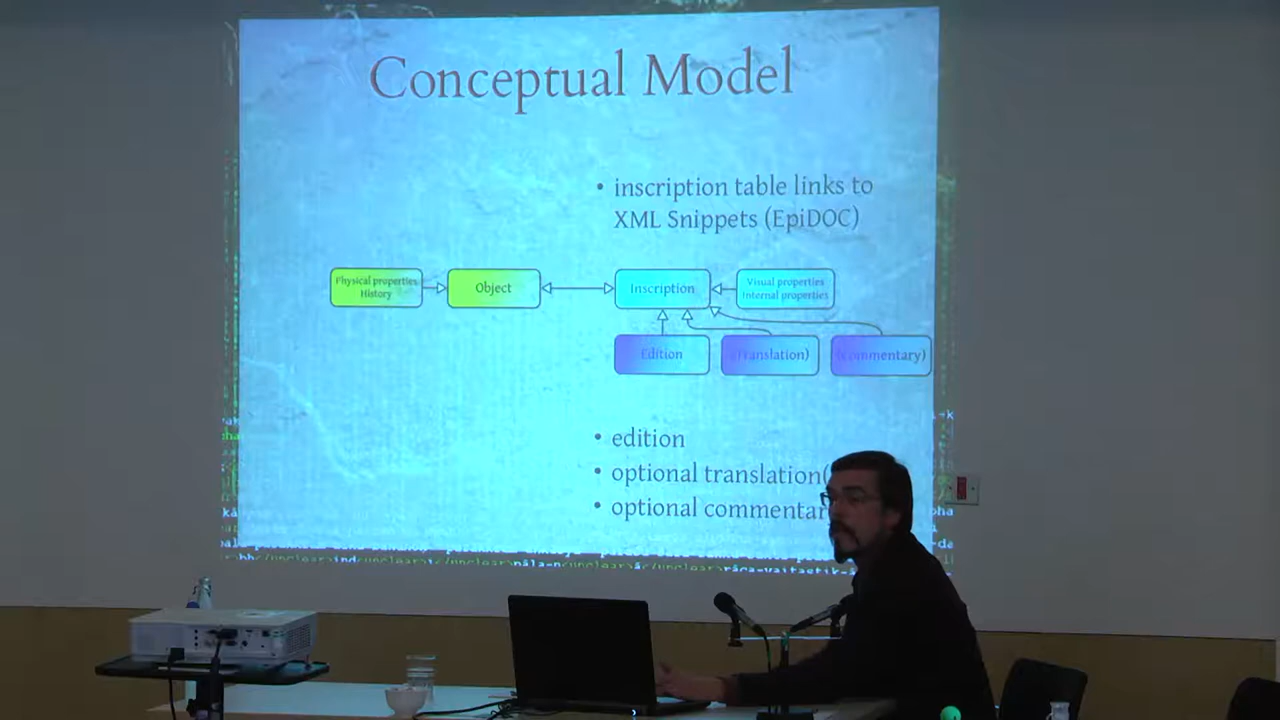 Conceptual Model
• inscription table links to
XML Snippets (EpiDOC)
Physical properties
History
Object
Inscription
Visual properties
Internal properties
Edition
(Translation)
(Commentary)
• edition
• optional translation(
• optional commentar